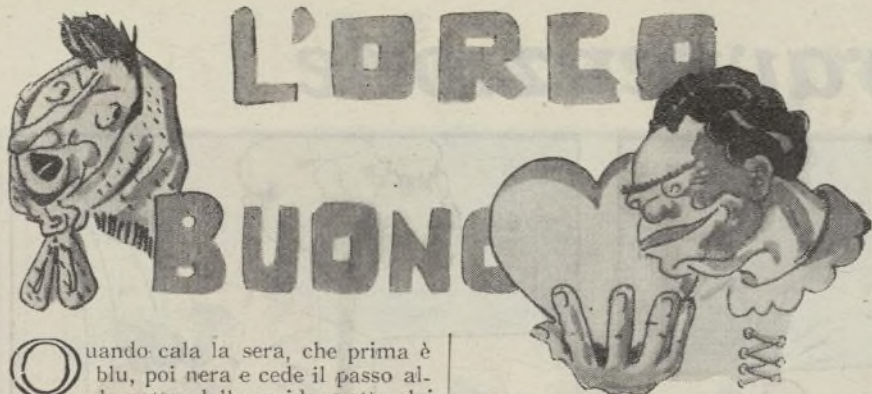 L'ORCO
BUONO
Quando cala la sera, che prima è
blu, poi nera e cede il passo al-